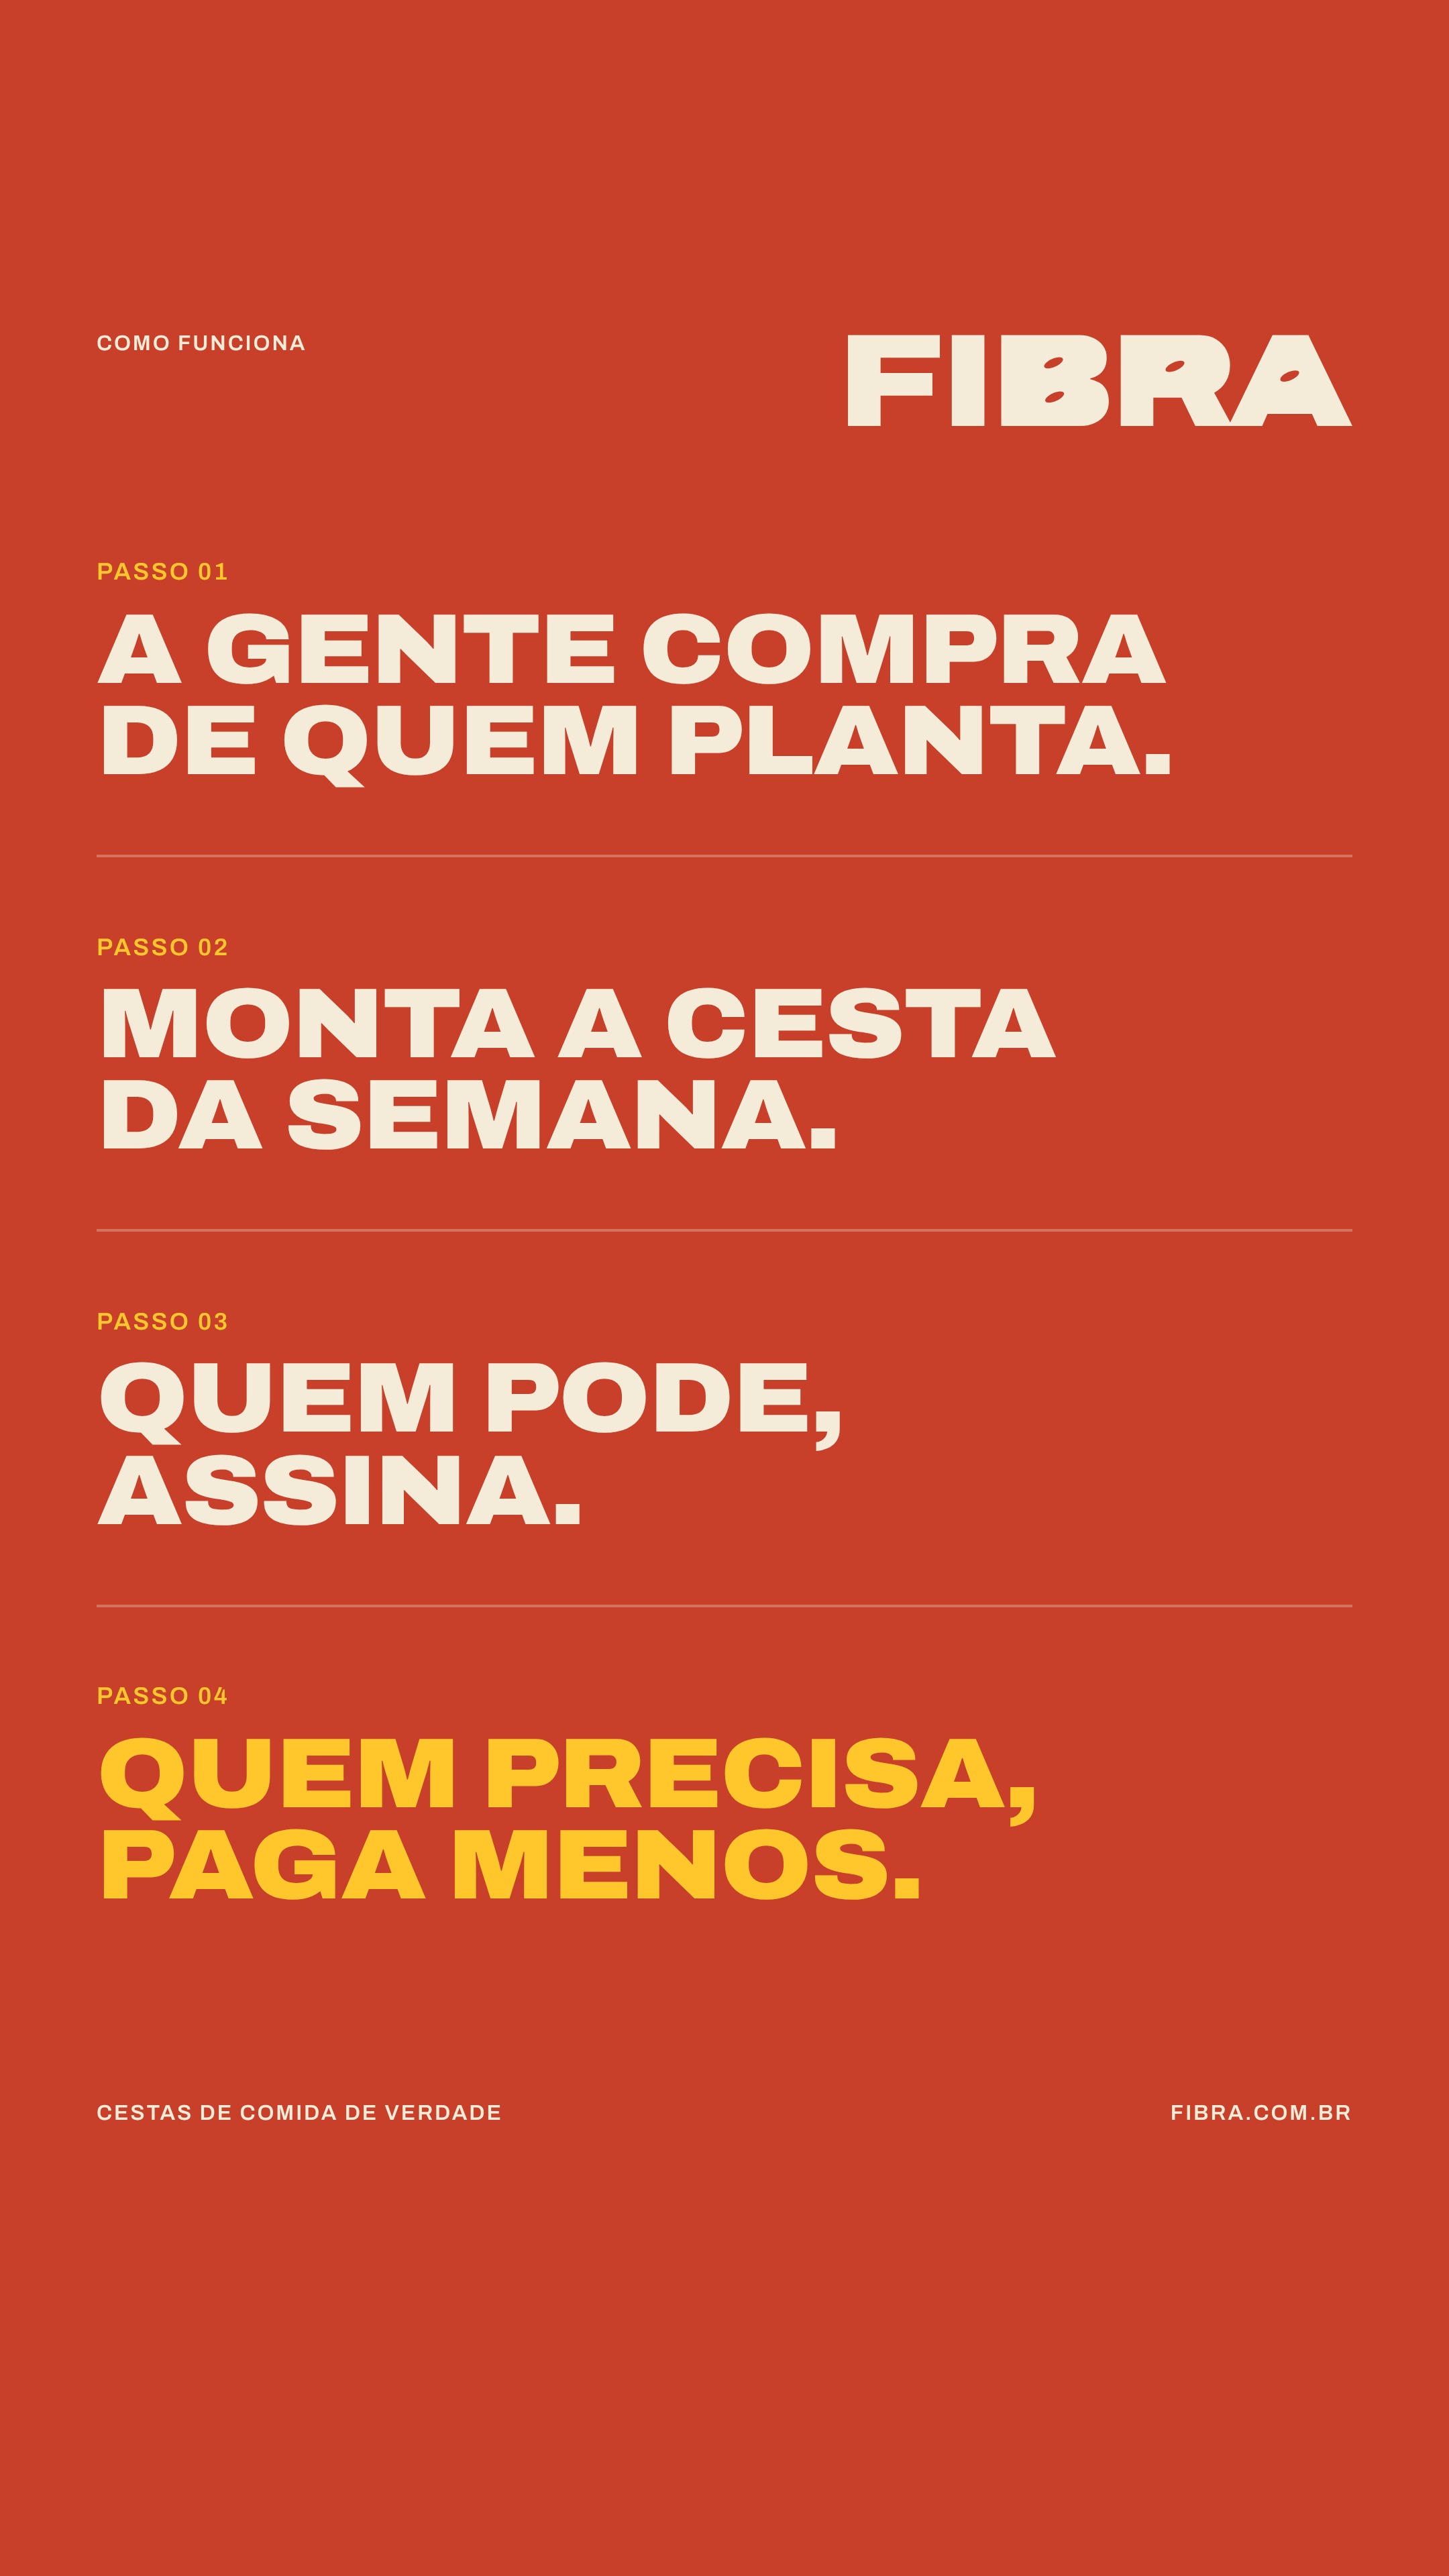 COMO FUNCIONA
FIBRA
PASSO 01
A GENTE COMPRA
DE QUEM PLANTA.
PASSO 02
MONTA A CESTA
DA SEMANA.
PASSO 03
QUEM PODE,
ASSINA.
PASSO 04
QUEM PRECISA,
PAGA MENOS.
CESTAS DE COMIDA DE VERDADE
FIBRA.COM.BR